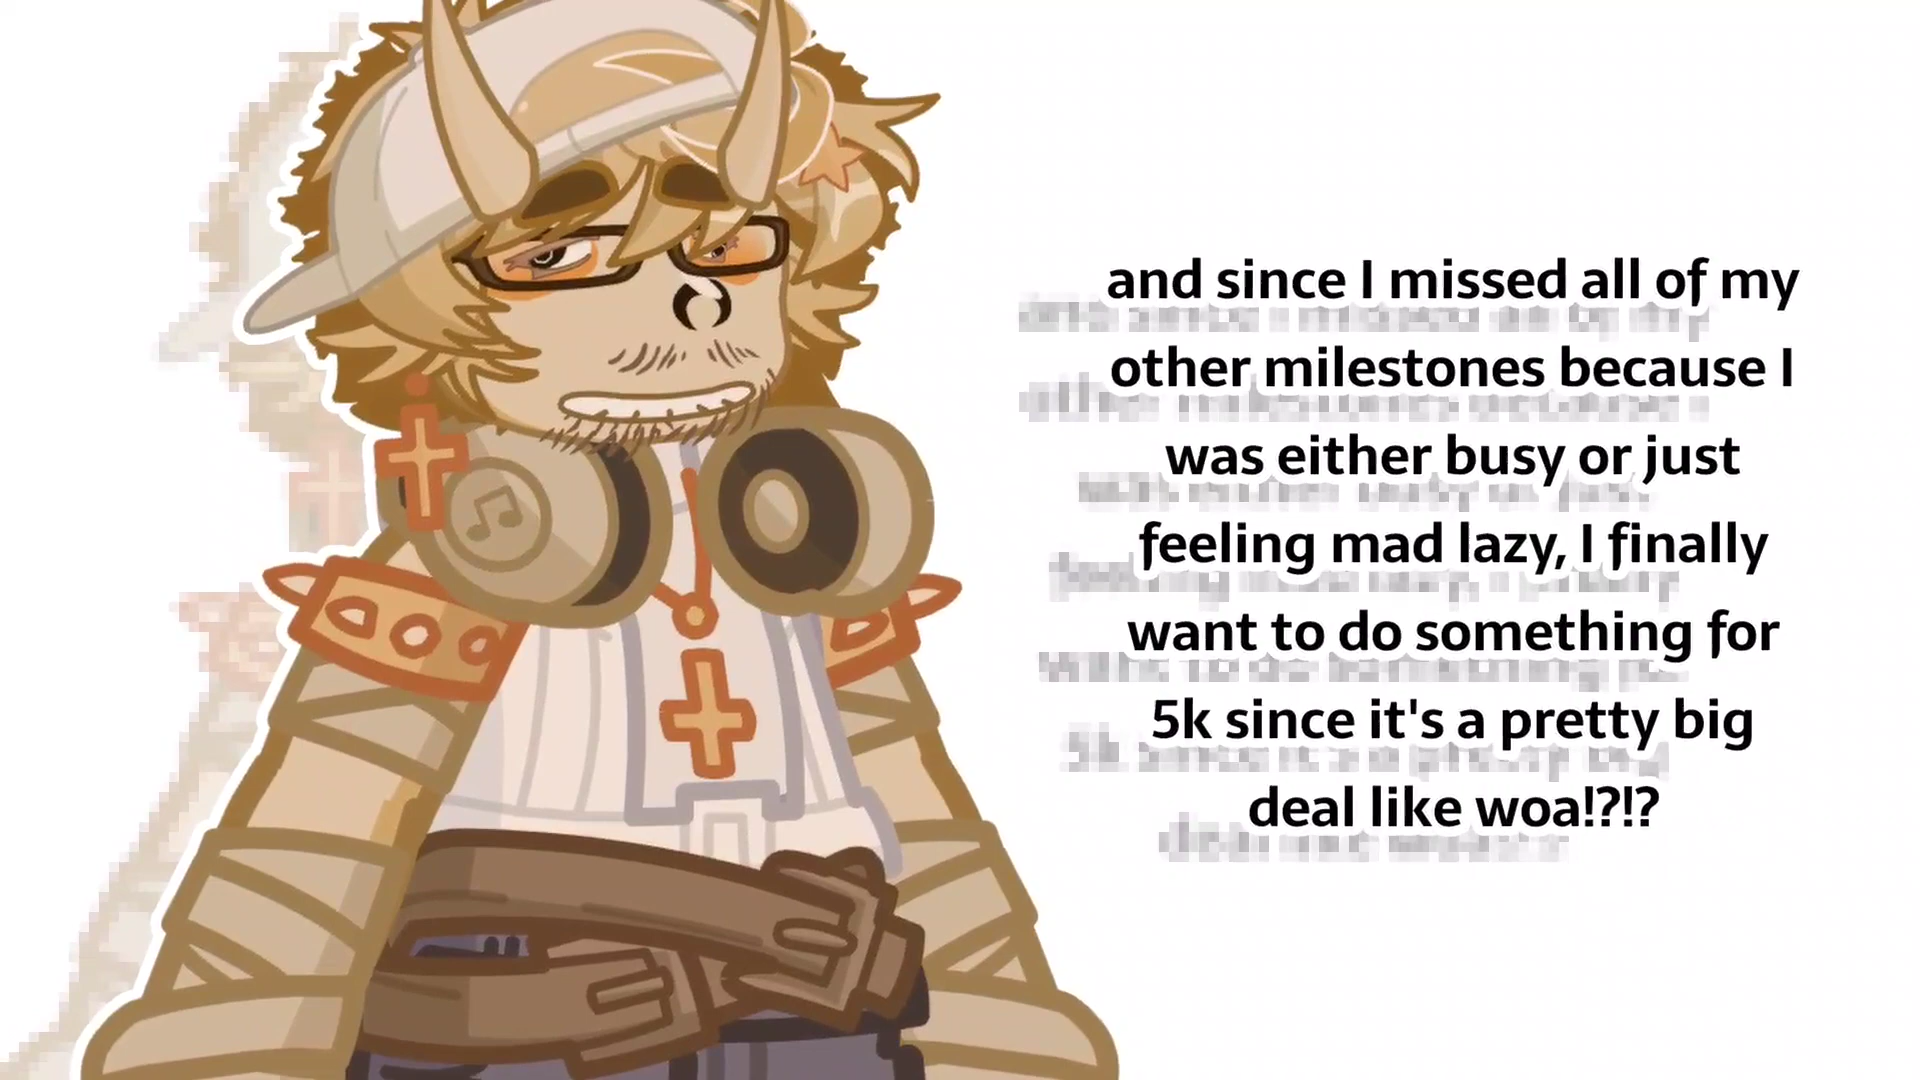 and since I missed all of my
other milestones because I
was either busy or just
feeling mad lazy, I finally
want to do something for
5k since it's a pretty big
deal like woa!?!?